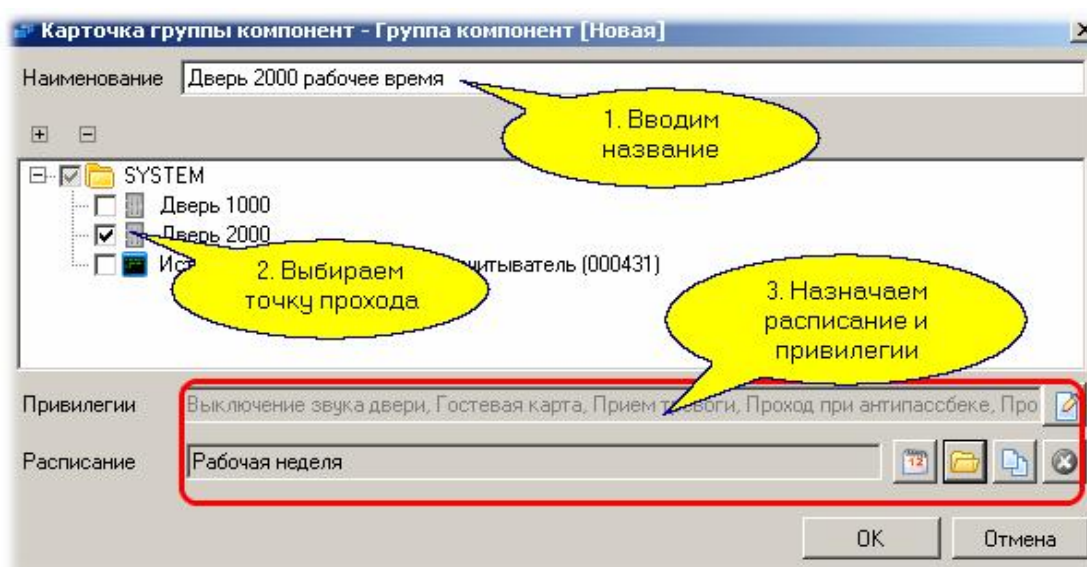 Карточка группы компонент - Группа компонент [Новая]
Наименование
Дверь 2000 рабочее время
1. Вводим
название
SYSTEM
Дверь 1000
Дверь 2000
(000431)
2. Выбираем
точку прохода
3. Назначаем
расписание и
привилегии
Привилегии
Выключение звука двери, Гостевая карта, Прием тревоги, Проход при антипассбеке, Про
Расписание
Рабочая неделя
12
OK
Отмена